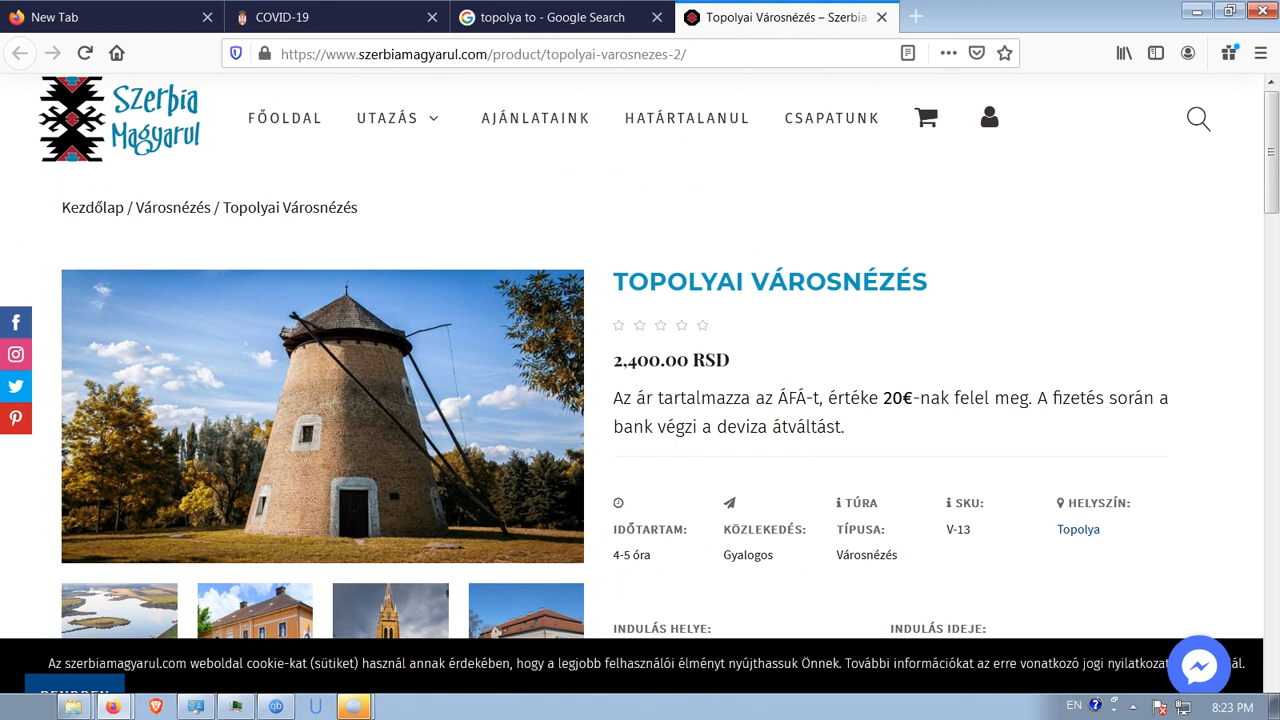 New Tab
COVID-19
topolya to - Google Search
Topolyai Városnézés – Szerbia
https://www.szerbiamagyarul.com/product/topolyai-varosnezes-2/
Szerbia
Magyarul
FŐOLDAL
UTAZÁS
AJÁNLATAINK
HATÁRTALANUL
CSAPATUNK
Kezdőlap / Városnézés / Topolyai Városnézés
TOPOLYAI VÁROSNÉZÉS
2,400.00 RSD
Az ár tartalmazza az ÁFÁ-t, értéke 20€-nak felel meg. A fizetés során a
bank végzi a deviza átváltást.
IDŐTARTAM:
4-5 óra
KÖZLEKEDÉS:
Gyalogos
TÚRA
TÍPUSA:
Városnézés
SKU:
V-13
HELYSZÍN:
Topolya
INDULÁS HELYE:
INDULÁS IDEJE:
Az szerbiamagyarul.com weboldal cookie-kat (sütiket) használ annak érdekében, hogy a legjobb felhasználói élményt nyújthassuk Önnek. További információkat az erre vonatkozó jogi nyilatkozat
EN
8:23 PM